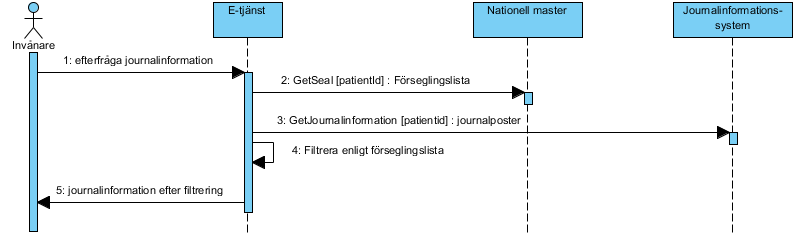 E-tjänst
Nationell master
Journalinformations-
system
Invånare
1: efterfråga journalinformation
2: GetSeal [patientId] : Förseglingslista
3: GetJournalinformation [patientid] : journalposter
4: Filtrera enligt förseglingslista
5: journalinformation efter filtrering